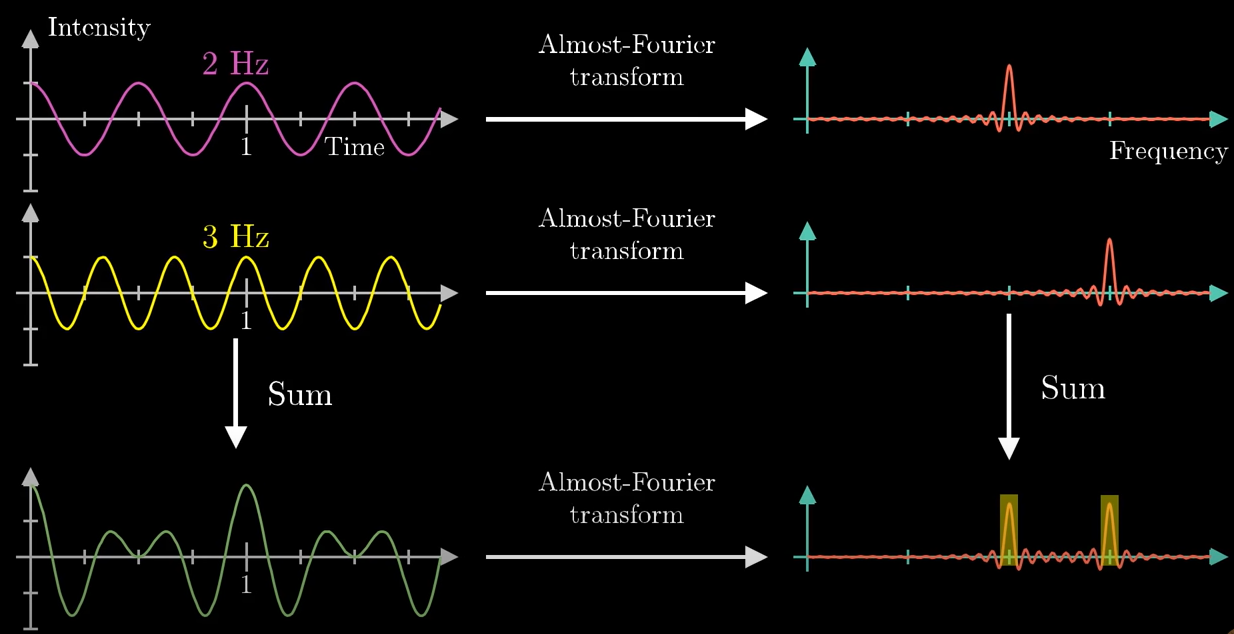 Intensity
2 Hz
1
Time
Almost-Fourier
transform
Frequency
3 Hz
1
Almost-Fourier
transform
Sum
Sum
1
Almost-Fourier
transform